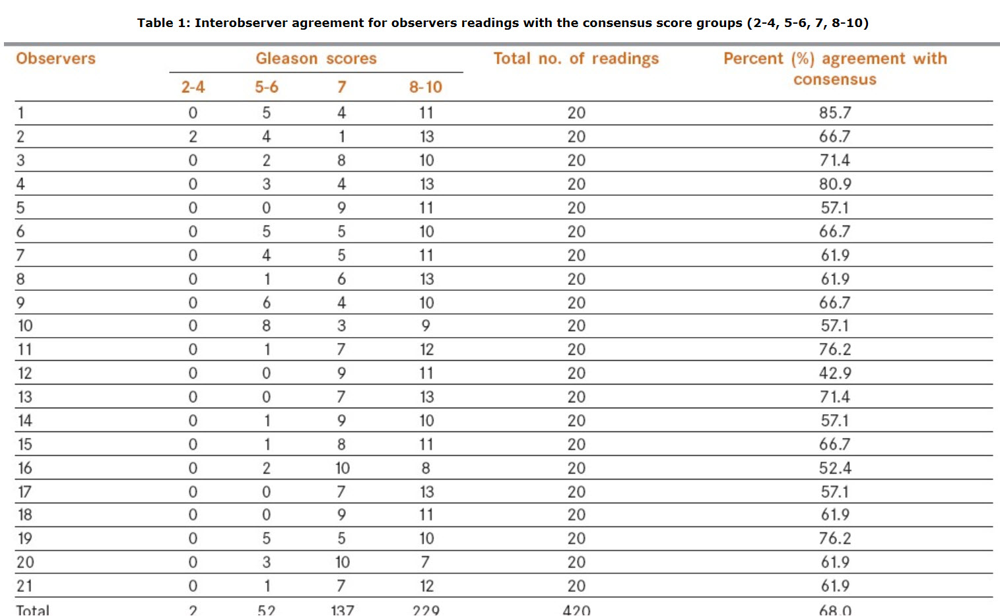 Table 1: Interobserver agreement for observers readings with the consensus score groups (2-4, 5-6, 7, 8-10)
Observers Gleason scores Total no. of readings Percent (%) agreement with consensus
2-4 5-6 7 8-10
1 0 5 4 11 20 85.7
2 2 4 1 13 20 66.7
3 0 2 8 10 20 71.4
4 0 3 4 13 20 80.9
5 0 0 9 11 20 57.1
6 0 5 5 10 20 66.7
7 0 4 5 11 20 61.9
8 0 1 6 13 20 61.9
9 0 6 4 10 20 66.7
10 0 8 3 9 20 57.1
11 0 1 7 12 20 76.2
12 0 0 9 11 20 42.9
13 0 0 7 13 20 71.4
14 0 1 9 10 20 57.1
15 0 1 8 11 20 66.7
16 0 2 10 8 20 52.4
17 0 0 7 13 20 57.1
18 0 0 9 11 20 61.9
19 0 5 5 10 20 76.2
20 0 3 10 7 20 61.9
21 0 1 7 12 20 61.9
Total 2 52 137 229 420 68.0